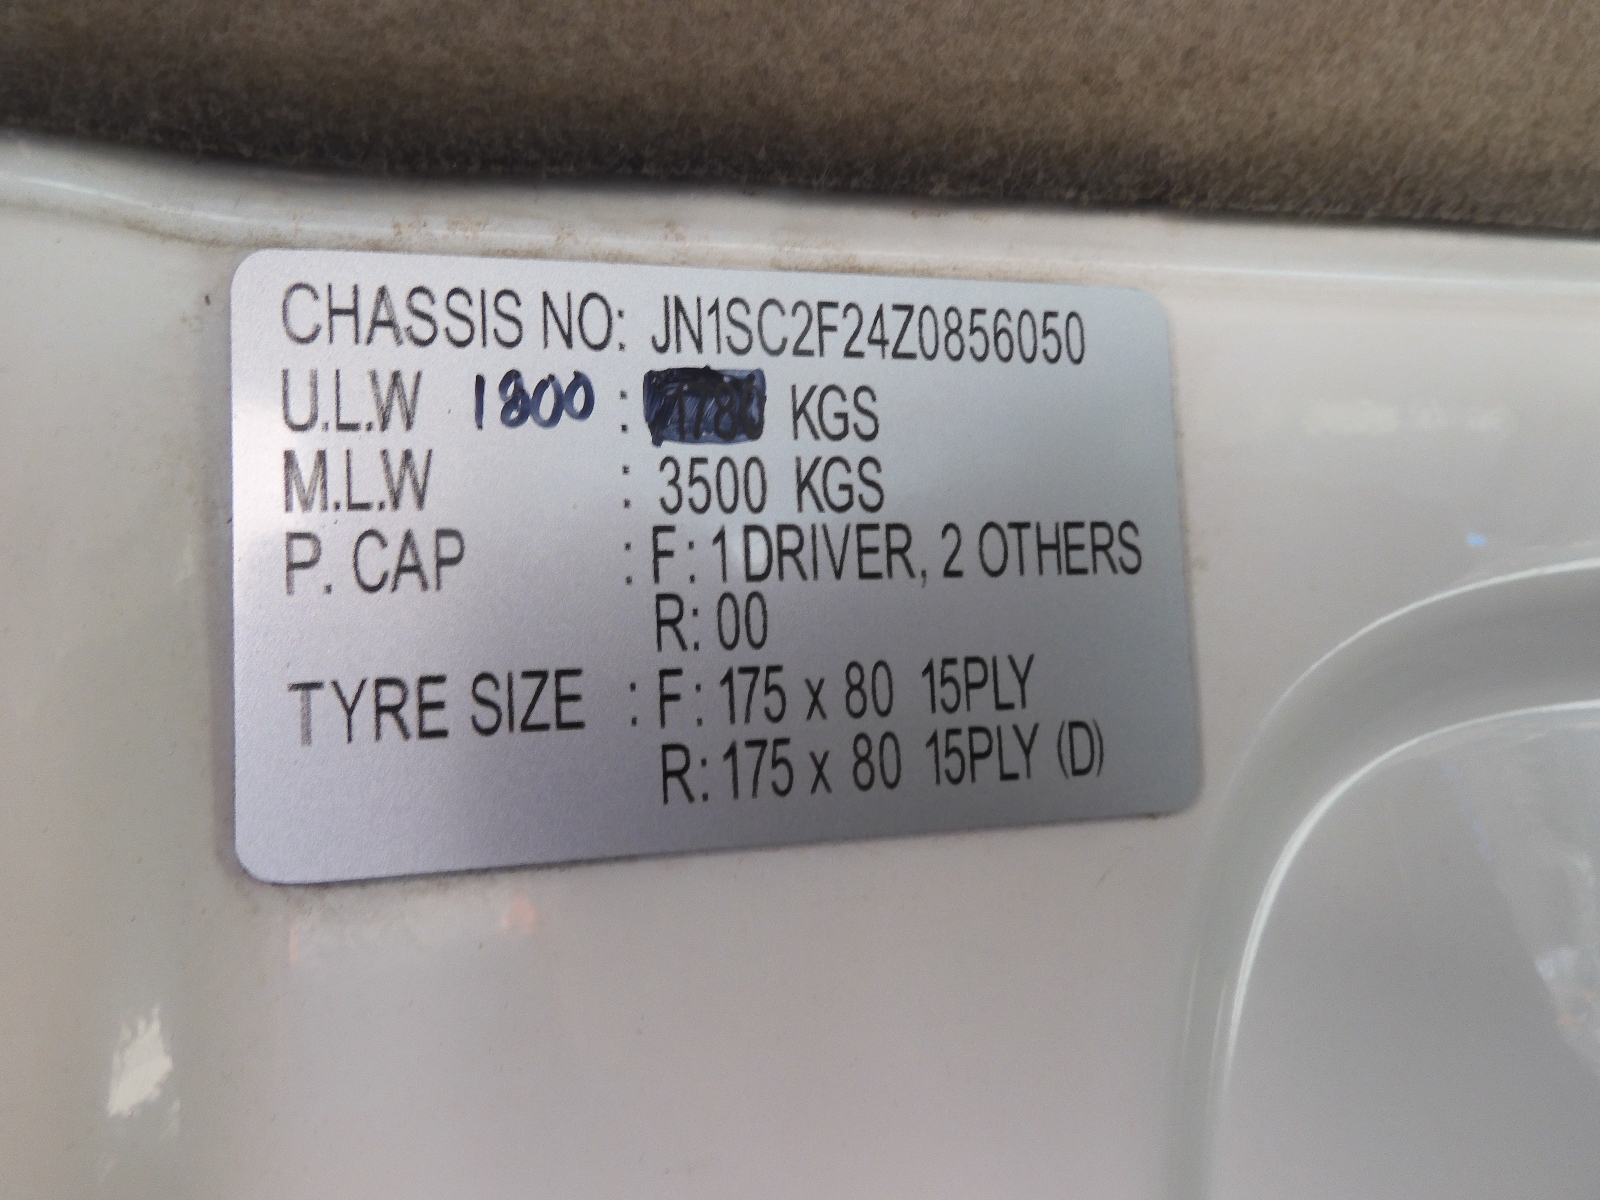 CHASSIS NO: JN1SC2F24Z0856050
U.L.W 1800 : KGS
M.L.W : 3500 KGS
P. CAP : F: 1 DRIVER, 2 OTHERS
R: 00
TYRE SIZE : F: 175 x 80 15PLY
R: 175 x 80 15PLY (D)